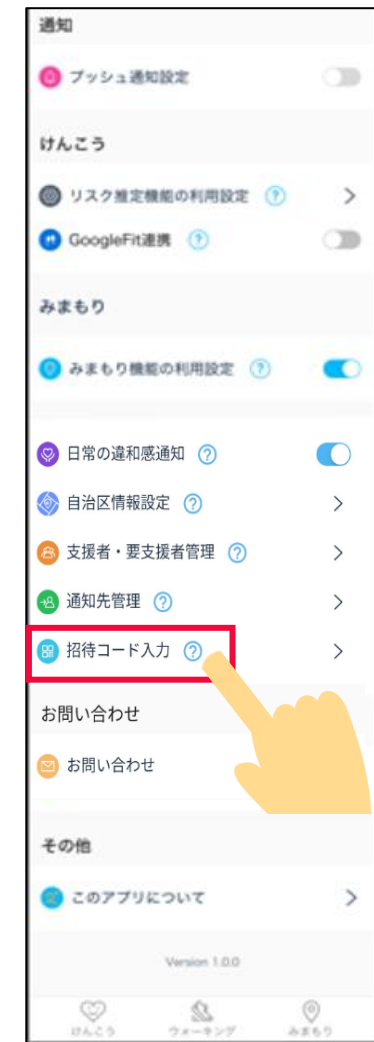 通知
プッシュ通知設定
けんこう
リスク推定機能の利用設定 ?
GoogleFit連携 ?
みまもり
みまもり機能の利用設定 ?
日常の違和感通知 ?
自治区情報設定 ?
支援者・要支援者管理 ?
通知先管理 ?
招待コード入力 ?
お問い合わせ
お問い合わせ
その他
このアプリについて
Version 1.0.0
けんこう ウォーキング みまもり